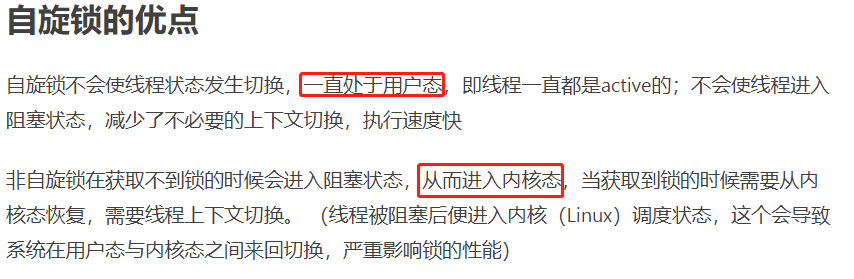 自旋锁的优点
自旋锁不会使线程状态发生切换，一直处于用户态，即线程一直都是active的；不会使线程进入
阻塞状态，减少了不必要的上下文切换，执行速度快
非自旋锁在获取不到锁的时候会进入阻塞状态，从而进入内核态，当获取到锁的时候需要从内
核态恢复，需要线程上下文切换。 （线程被阻塞后便进入内核（Linux）调度状态，这个会导致
系统在用户态与内核态之间来回切换，严重影响锁的性能）